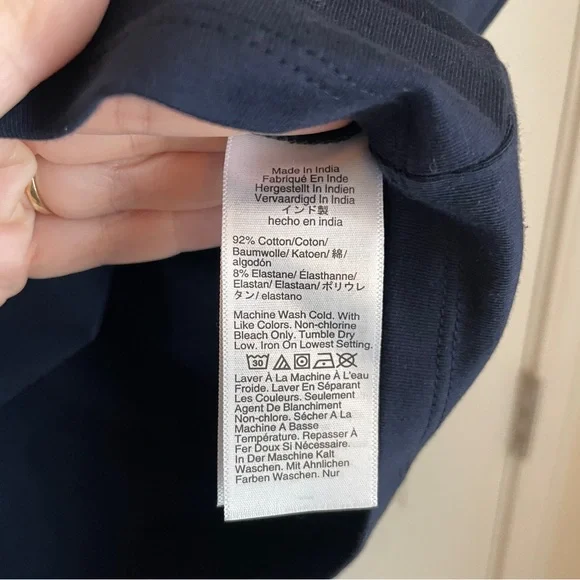 Made In India
Fabriqué En Inde
Hergestellt In Indien
Vervaardigd In India
インド製
hecho en india
92% Cotton/Coton/
Baumwolle/ Katoen/ 綿/
algodón
8% Elastane/ Élasthanne/
Elastan/ Elastaan/ ポリウレ
タン/ elastano
Machine Wash Cold. With
Like Colors. Non-chlorine
Bleach Only. Tumble Dry
Low. Iron On Lowest Setting.
30
Laver À La Machine À L'eau
Froide. Laver En Séparant
Les Couleurs. Seulement
Agent De Blanchiment
Non-chlore. Sécher A La
Machine A Basse
Température. Repasser À
Fer Doux Si Nécessaire.
In Der Maschine Kalt
Waschen. Mit Ahnlichen
Farben Waschen. Nur